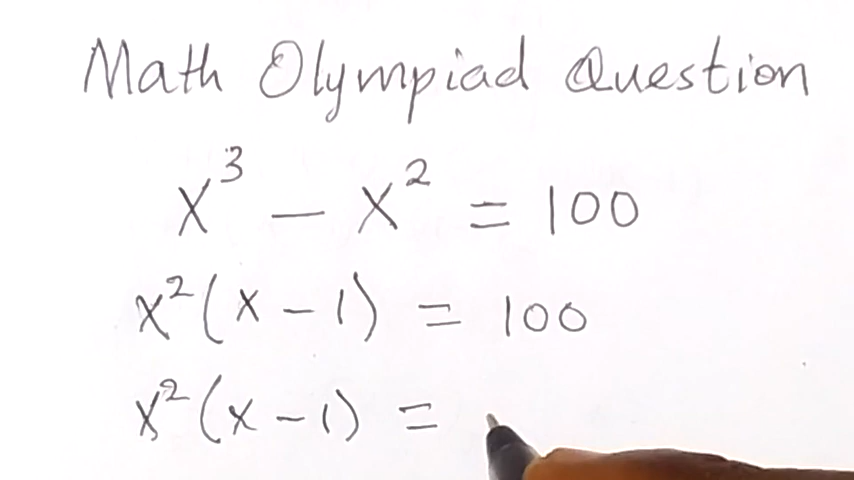 Math Olympiad Question
x³ − x² = 100
x²(x − 1) = 100
x²(x − 1) =